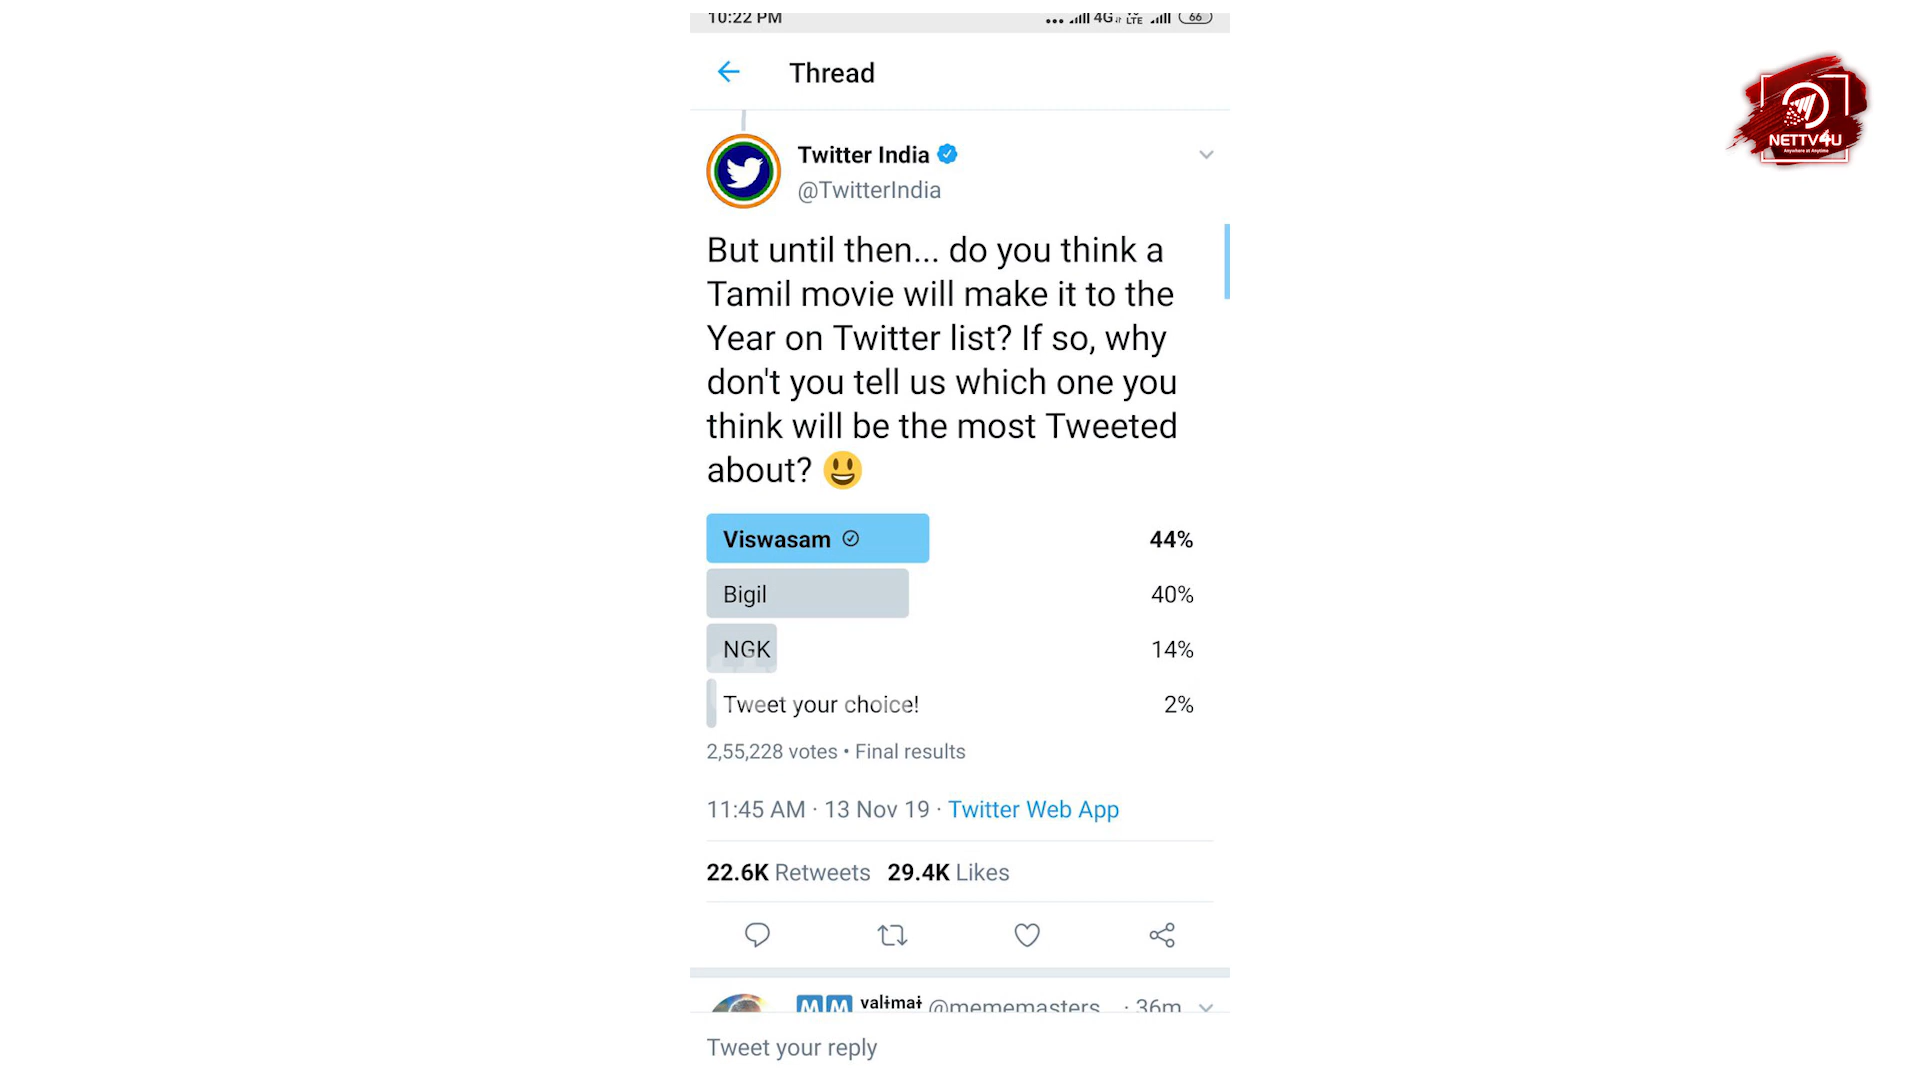 10:22 PM
4G LTE 66
Thread
NETTV4U
Anywhere at Anytime
Twitter India
@TwitterIndia
But until then... do you think a
Tamil movie will make it to the
Year on Twitter list? If so, why
don't you tell us which one you
think will be the most Tweeted
about? 😃
Viswasam 44%
Bigil 40%
NGK 14%
Tweet your choice! 2%
2,55,228 votes • Final results
11:45 AM · 13 Nov 19 · Twitter Web App
22.6K Retweets 29.4K Likes
MM valimai @mememasters · 36m
Tweet your reply